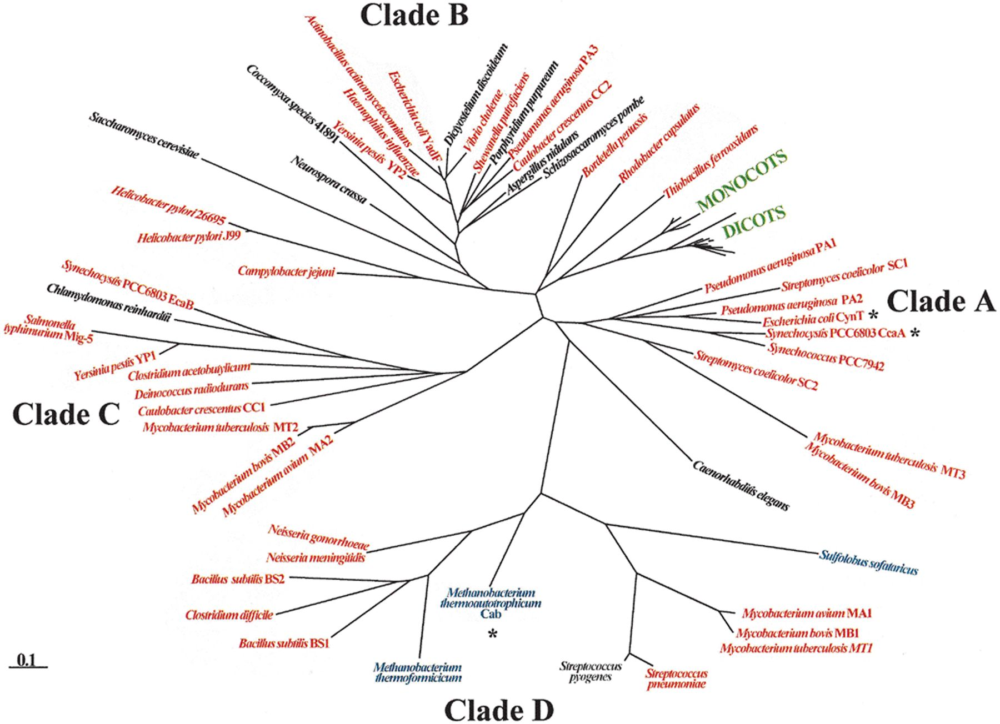 Clade B
Actinobacillus actinomycetecomitans
Coccomyxa species 41891
Escherichia coli YadF
Haemophilus influenzae
Dictyostelium discoideum
Vibrio cholerae
Shewanella putrefaciens
Porphyridium purpureum
Pseudomonas aeruginosa PA3
Caulobacter crescentus CC2
Aspergillus nidulans
Schizosaccaromyces pombe
Saccharomyces cerevisiae
Yersinia pestis YP2
Neurospora crassa
Bordetella pertussis
Rhodobacter capsulatus
Thiobacillus ferrooxidans
MONOCOTS
DICOTS
Helicobacter pylori 26695
Helicobacter pylori J99
Campylobacter jejuni
Pseudomonas aeruginosa PA1
Streptomyces coelicolor SC1
Pseudomonas aeruginosa PA2
Clade A
Escherichia coli CynT *
Synechocystis PCC6803 CcaA *
Synechococcus PCC7942
Streptomyces coelicolor SC2
Mycobacterium tuberculosis MT3
Mycobacterium bovis MB3
Caenorhabditis elegans
Synechocystis PCC6803 EcaB
Chlamydomonas reinhardtii
Salmonella
typhimurium Mig-5
Yersinia pestis YP1
Clostridium acetobutylicum
Deinococcus radiodurans
Clade C
Caulobacter crescentus CC1
Mycobacterium tuberculosis MT2
Mycobacterium bovis MB2
Mycobacterium avium MA2
Neisseria gonorrhoeae
Neisseria meningitidis
Bacillus subtilis BS2
Clostridium difficile
Bacillus subtilis BS1
Methanobacterium
thermoautotrophicum
Cab
*
Methanobacterium
thermoformicicum
Sulfolobus sofataricus
Mycobacterium avium MA1
Mycobacterium bovis MB1
Mycobacterium tuberculosis MT1
Streptococcus
pyogenes
Streptococcus
pneumoniae
0.1
Clade D